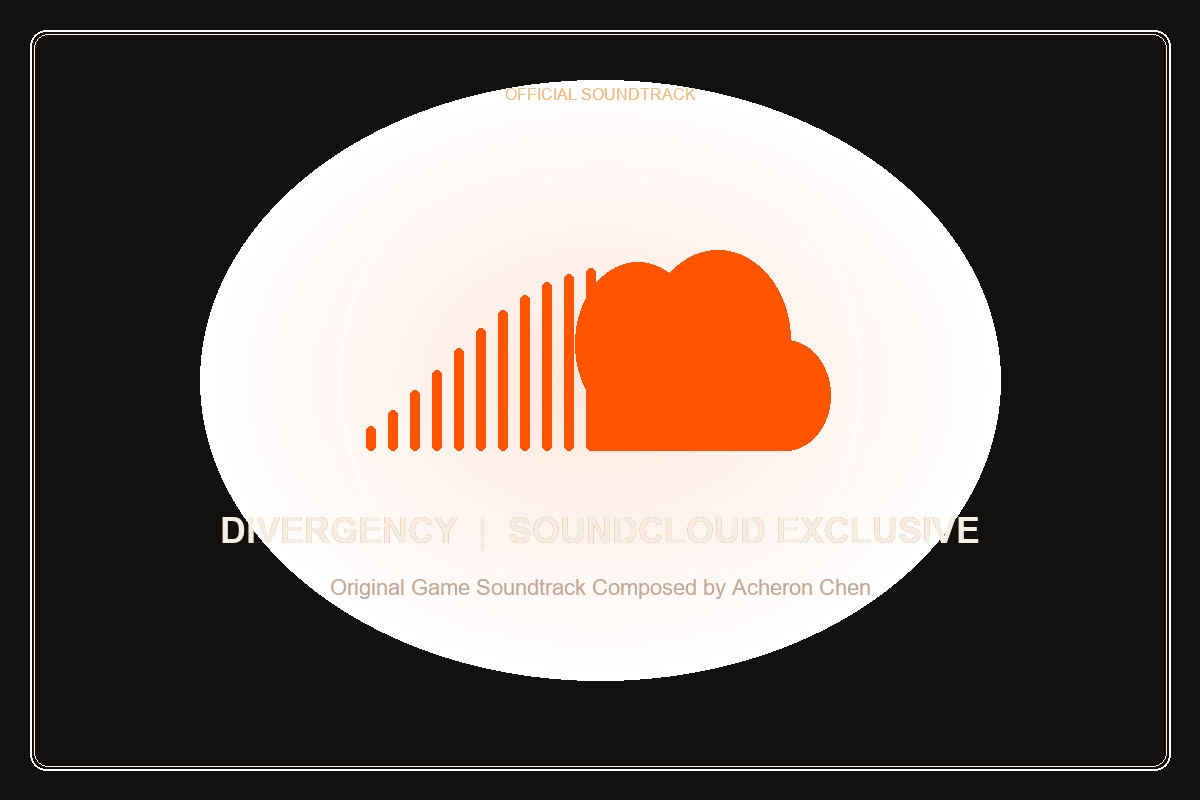 OFFICIAL SOUNDTRACK
DIVERGENCY | SOUNDCLOUD EXCLUSIVE
Original Game Soundtrack Composed by Acheron Chen